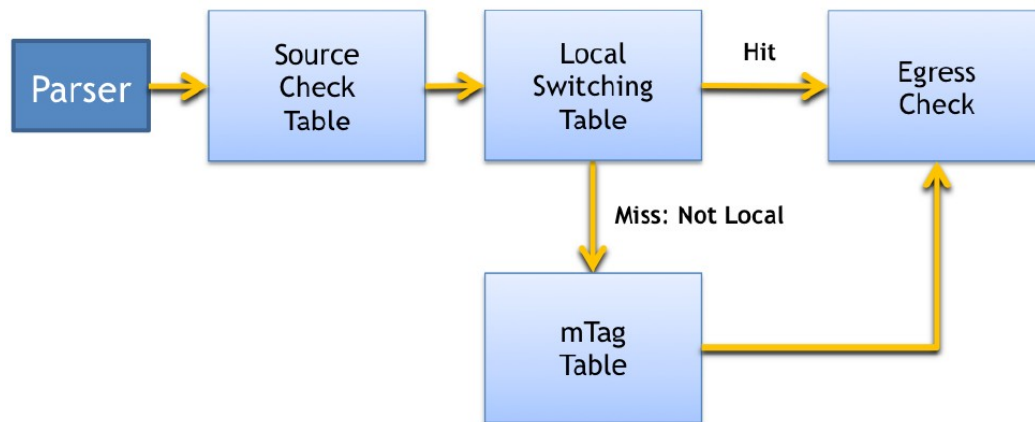 Parser
Source
Check
Table
Local
Switching
Table
Hit
Egress
Check
Miss: Not Local
mTag
Table